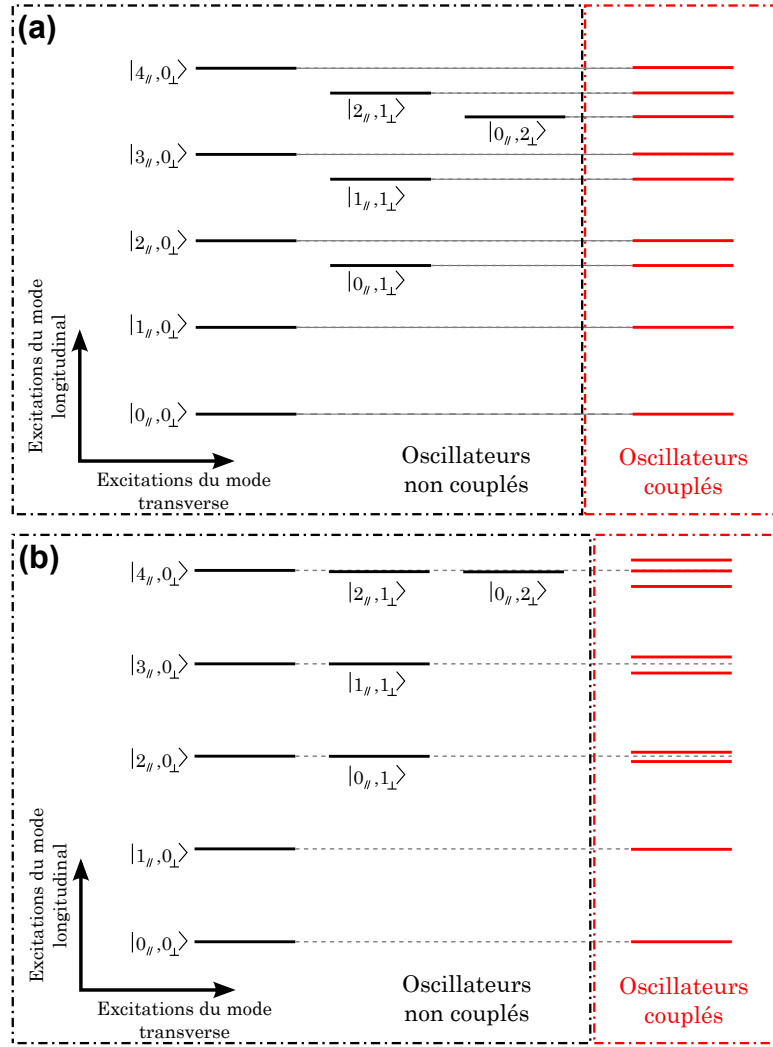 (a)
|4∥,0⊥⟩
|2∥,1⊥⟩
|0∥,2⊥⟩
|3∥,0⊥⟩
|1∥,1⊥⟩
|2∥,0⊥⟩
|0∥,1⊥⟩
|1∥,0⊥⟩
|0∥,0⊥⟩
Excitations du mode
longitudinal
Excitations du mode
transverse
Oscillateurs
non couplés
Oscillateurs
couplés
(b)
|4∥,0⊥⟩
|2∥,1⊥⟩
|0∥,2⊥⟩
|3∥,0⊥⟩
|1∥,1⊥⟩
|2∥,0⊥⟩
|0∥,1⊥⟩
|1∥,0⊥⟩
|0∥,0⊥⟩
Excitations du mode
longitudinal
Excitations du mode
transverse
Oscillateurs
non couplés
Oscillateurs
couplés